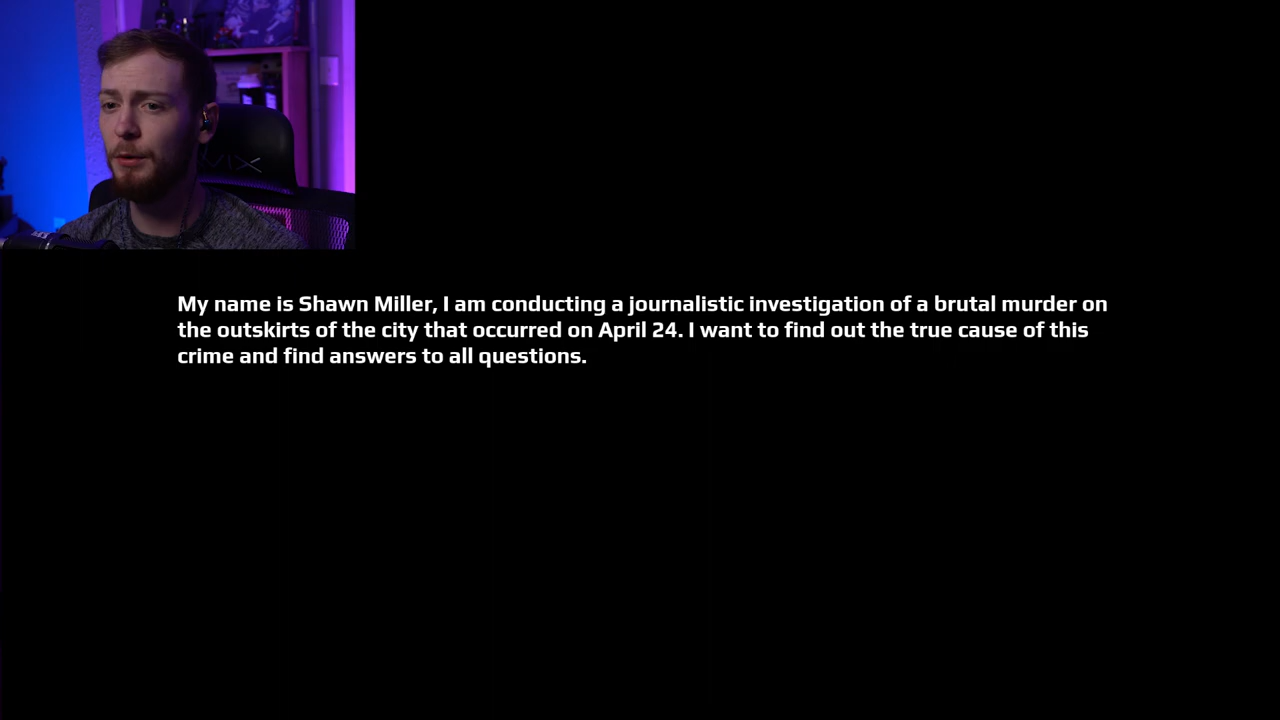 My name is Shawn Miller, I am conducting a journalistic investigation of a brutal murder on
the outskirts of the city that occurred on April 24. I want to find out the true cause of this
crime and find answers to all questions.